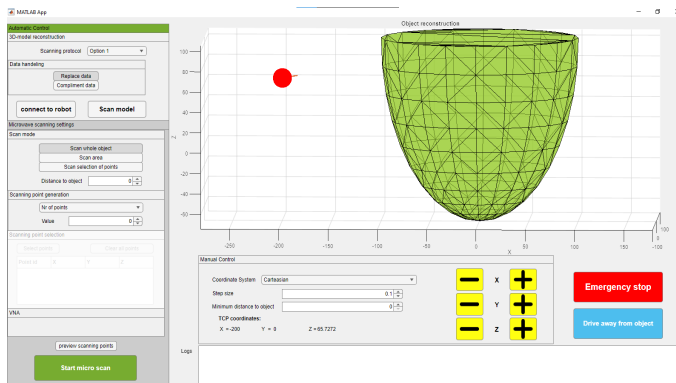 MATLAB App
Automatic Control
3D-model reconstruction
Scanning protocol Option 1
Data handeling
Replace data
Compliment data
connect to robot Scan model
Microwave scanning settings
Scan mode
Scan whole object
Scan area
Scan selection of points
Distance to object 0
Scanning point generation
Nr of points
Value 0
Scanning point selection
VNA
preview scanning points
Start micro scan
Object reconstruction
100
80
60
40
20
0
-20
-40
-60
Z
-250 -200 -150 -100 -50 0 50 100 150
X
100
0
-100
Manual Control
Coordinate System Carteasian
Step size 0.1
Minimum distance to object 0
TCP coordinates:
X =-200 Y = 0 Z = 65.7272
X
Y
Z
Emergency stop
Drive away from object
Logs